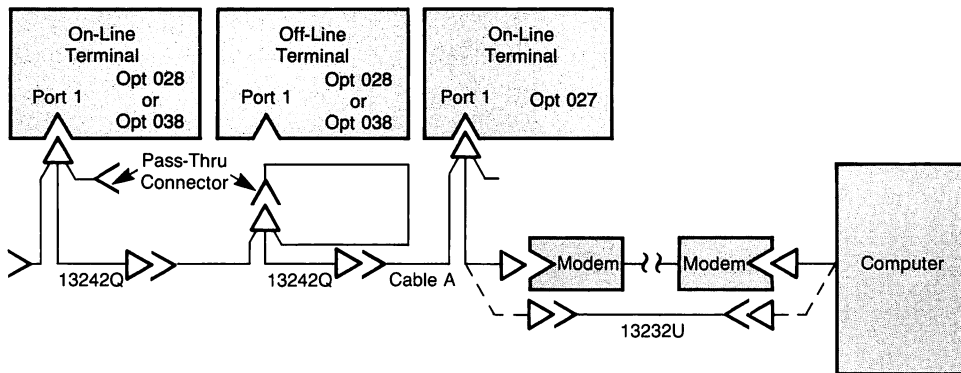 On-Line
Terminal
Port 1
Opt 028
or
Opt 038
Off-Line
Terminal
Port 1
Opt 028
or
Opt 038
On-Line
Terminal
Port 1
Opt 027
Pass-Thru
Connector
13242Q
13242Q
Cable A
Modem
Modem
Computer
13232U